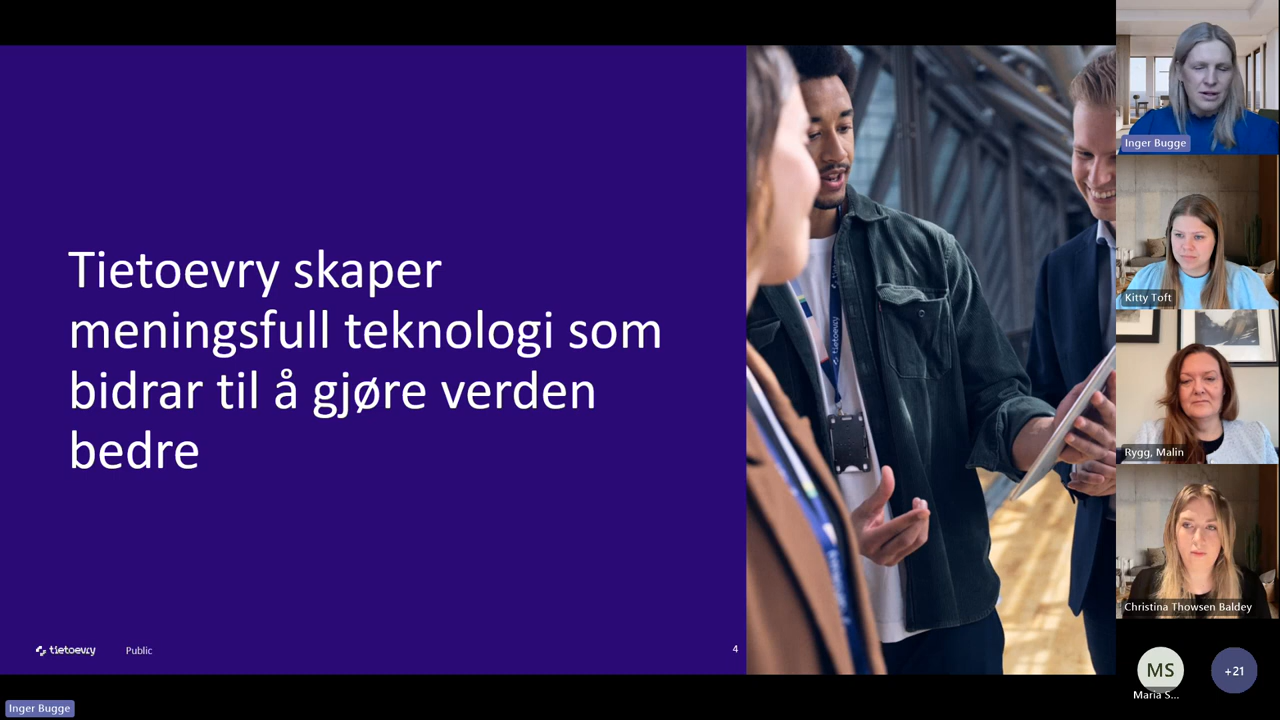 Tietoevry skaper
meningsfull teknologi som
bidrar til å gjøre verden
bedre
tietoevry
Public
4
tietoevry
Inger Bugge
Inger Bugge
Kitty Toft
Rygg, Malin
Christina Thowsen Baldey
MS
Maria S...
+21